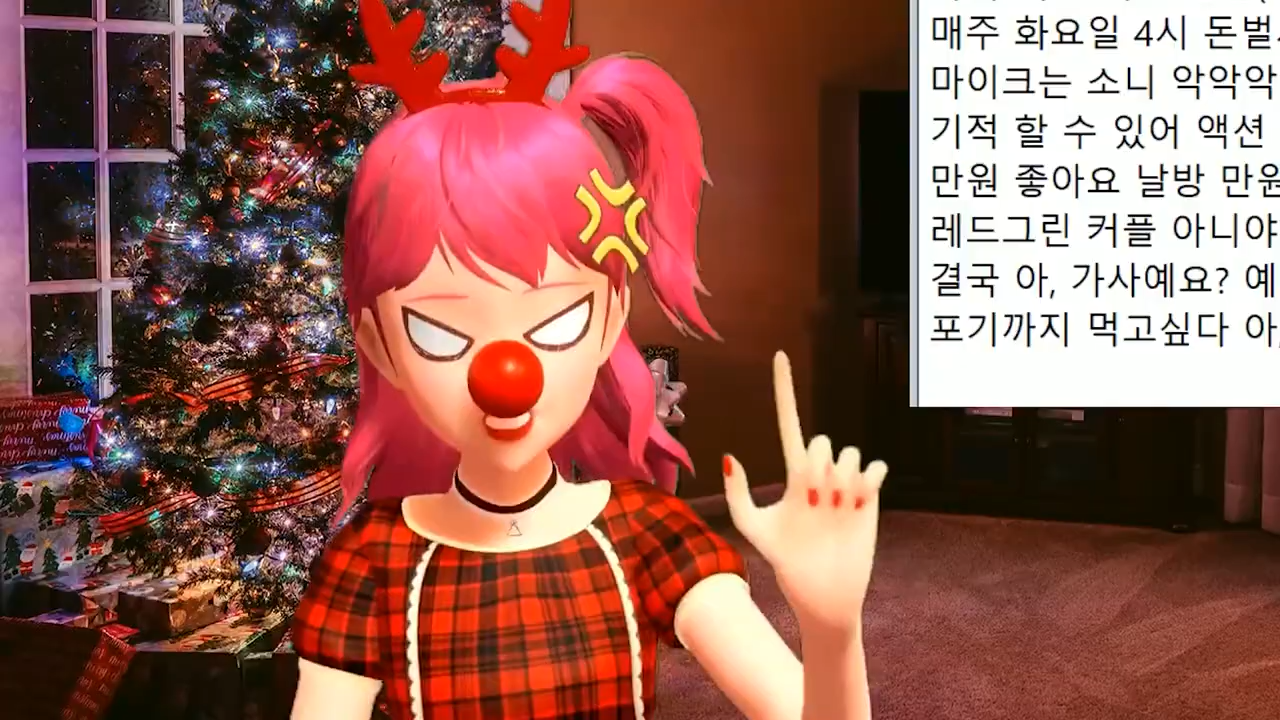 매주 화요일 4시 돈벌
마이크는 소니 악악악
기적 할 수 있어 액션
만원 좋아요 날방 만원
레드그린 커플 아니야
결국 아, 가사예요? 예
포기까지 먹고싶다 아,
merry christmas